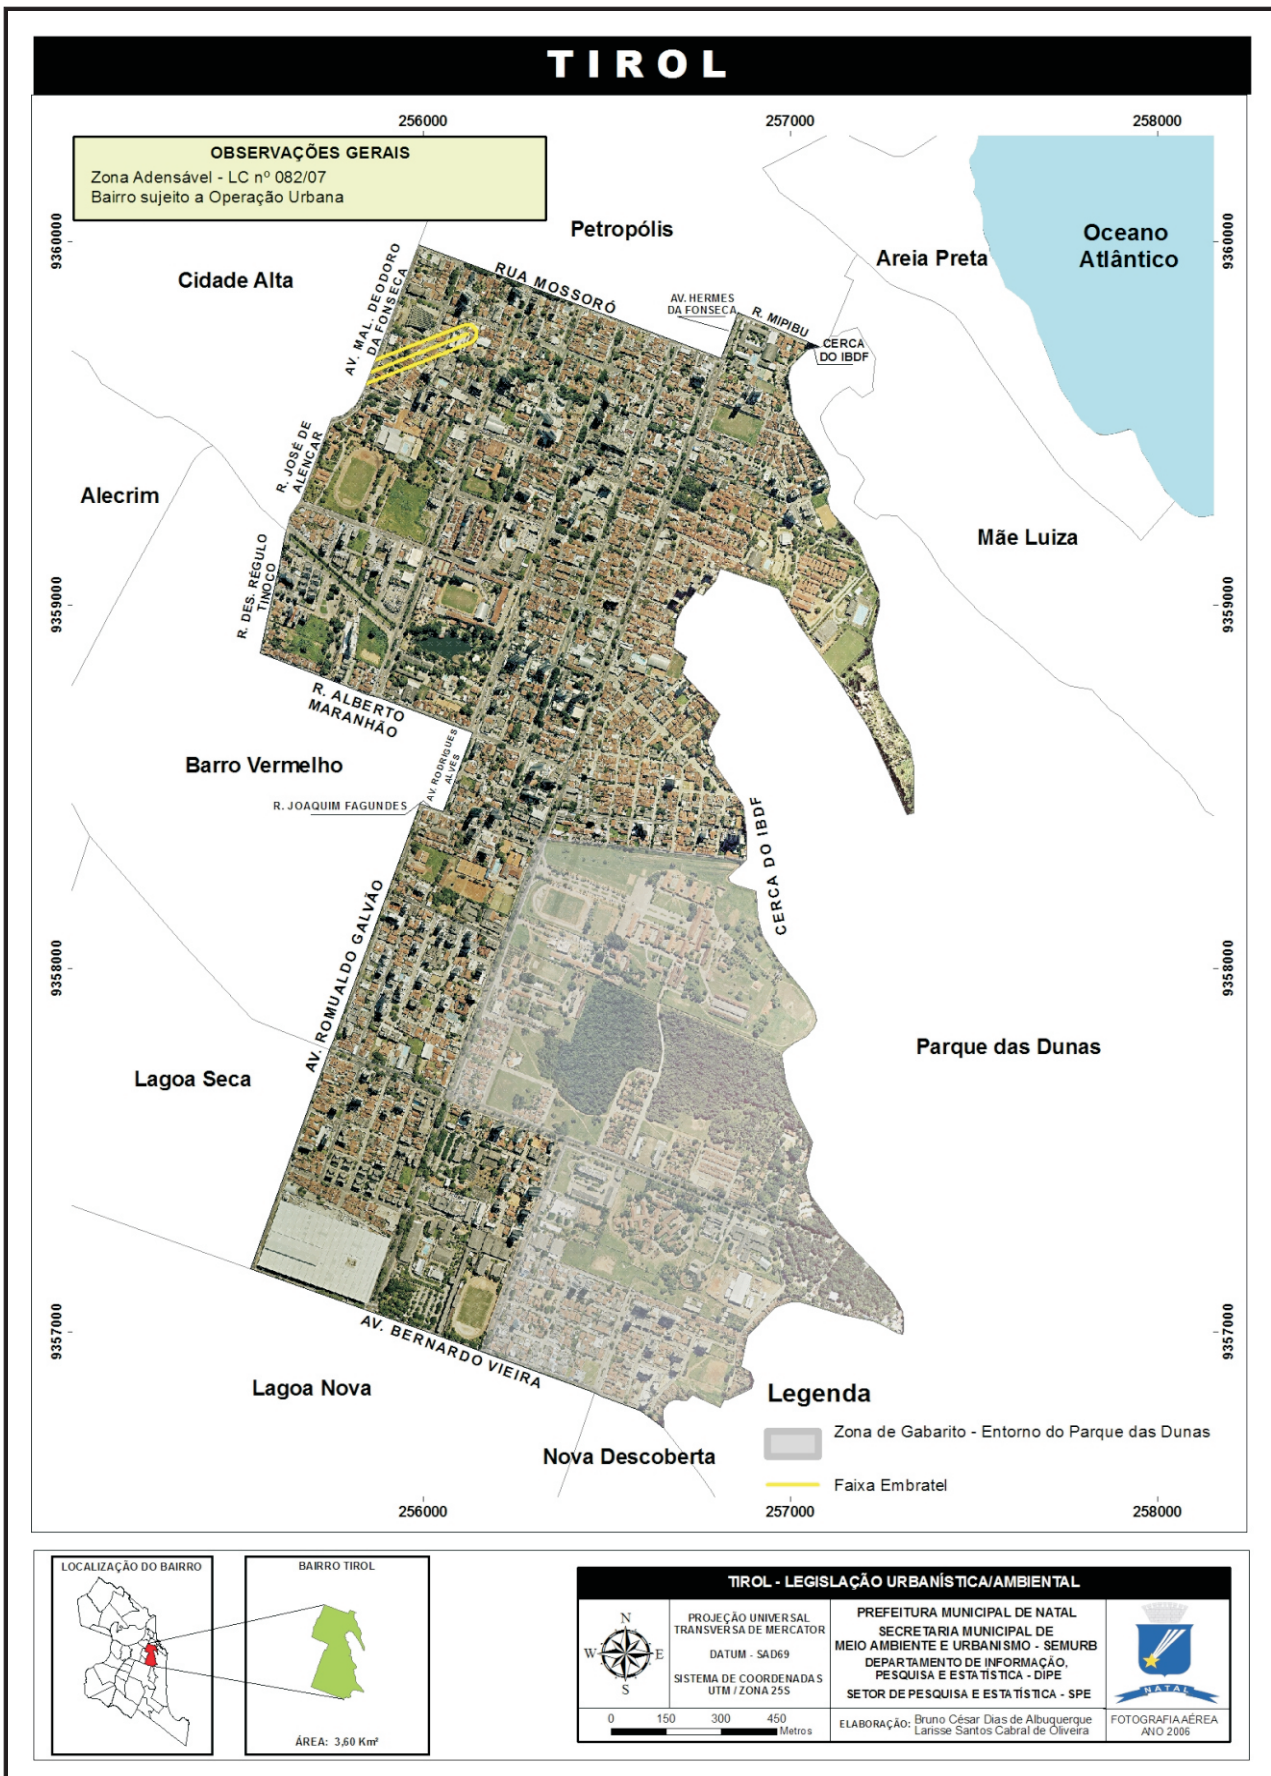 TIROL
256000
257000
258000
OBSERVAÇÕES GERAIS
Zona Adensável - LC nº 082/07
Bairro sujeito a Operação Urbana
9360000
9360000
Petropólis
Oceano
Atlântico
Areia Preta
Cidade Alta
AV. MAL. DEODORO
DA FONSECA
RUA MOSSORÓ
AV. HERMES
DA FONSECA
R. MIPIBU
CERCA
DO IBDF
R. JOSÉ DE
ALENCAR
Alecrim
Mãe Luiza
R. DES. RÉGULO
TINOCO
9359000
9359000
R. ALBERTO
MARANHÃO
Barro Vermelho
AV. RODRIGUES
ALVES
R. JOAQUIM FAGUNDES
CERCA DO IBDF
AV. ROMUALDO GALVÃO
9358000
9358000
Parque das Dunas
Lagoa Seca
9357000
9357000
AV. BERNARDO VIEIRA
Lagoa Nova
Nova Descoberta
Legenda
Zona de Gabarito - Entorno do Parque das Dunas
Faixa Embratel
256000
257000
258000
LOCALIZAÇÃO DO BAIRRO
BAIRRO TIROL
ÁREA: 3,60 Km²
TIROL - LEGISLAÇÃO URBANÍSTICA/AMBIENTAL
N
W
E
S
PROJEÇÃO UNIVERSAL
TRANSVERSA DE MERCATOR
DATUM - SAD69
SISTEMA DE COORDENADAS
UTM / ZONA 25S
PREFEITURA MUNICIPAL DE NATAL
SECRETARIA MUNICIPAL DE
MEIO AMBIENTE E URBANISMO - SEMURB
DEPARTAMENTO DE INFORMAÇÃO,
PESQUISA E ESTATÍSTICA - DIPE
SETOR DE PESQUISA E ESTATÍSTICA - SPE
NATAL
0 150 300 450
Metros
ELABORAÇÃO: Bruno César Dias de Albuquerque
Larisse Santos Cabral de Oliveira
FOTOGRAFIA AÉREA
ANO 2006